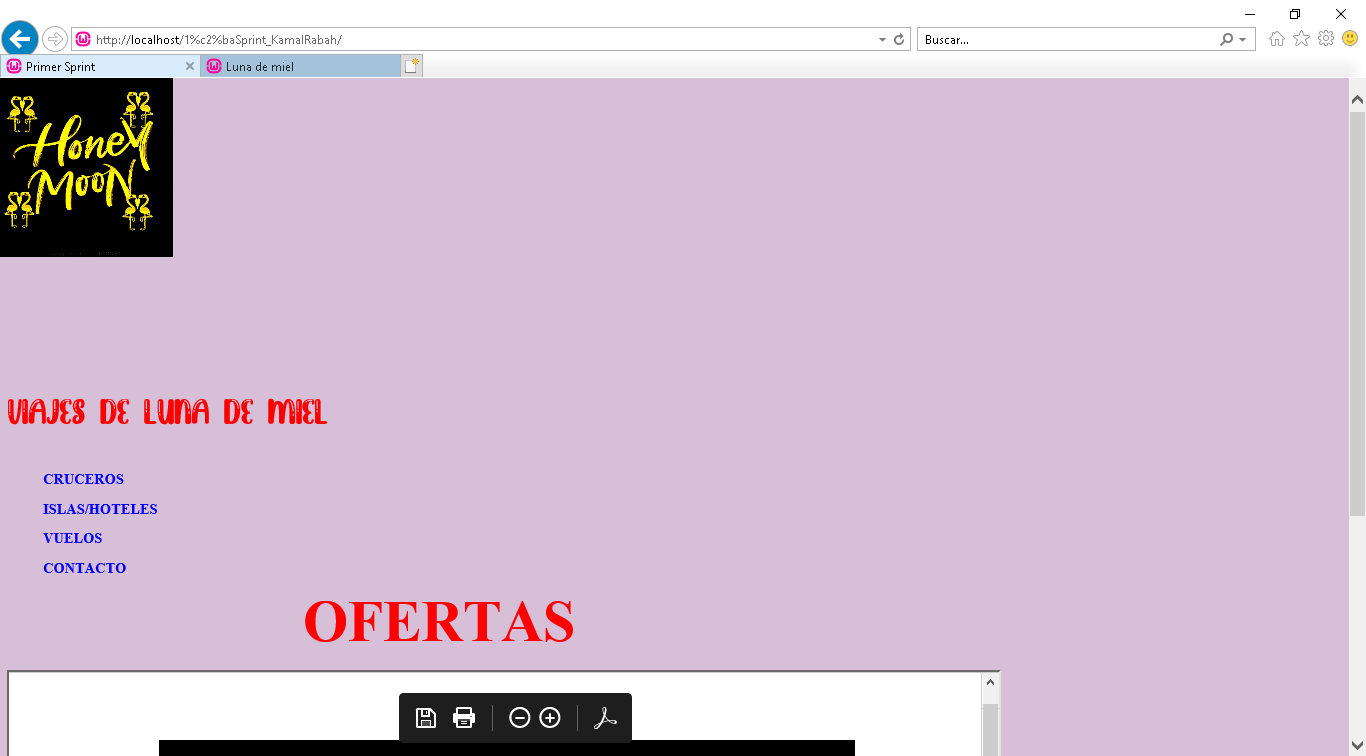 http://localhost/1%c2%baSprint_KamalRabah/
Buscar...
Primer Sprint
Luna de miel
Honey
Moon
VIAJES DE LUNA DE MIEL
CRUCEROS
ISLAS/HOTELES
VUELOS
CONTACTO
OFERTAS